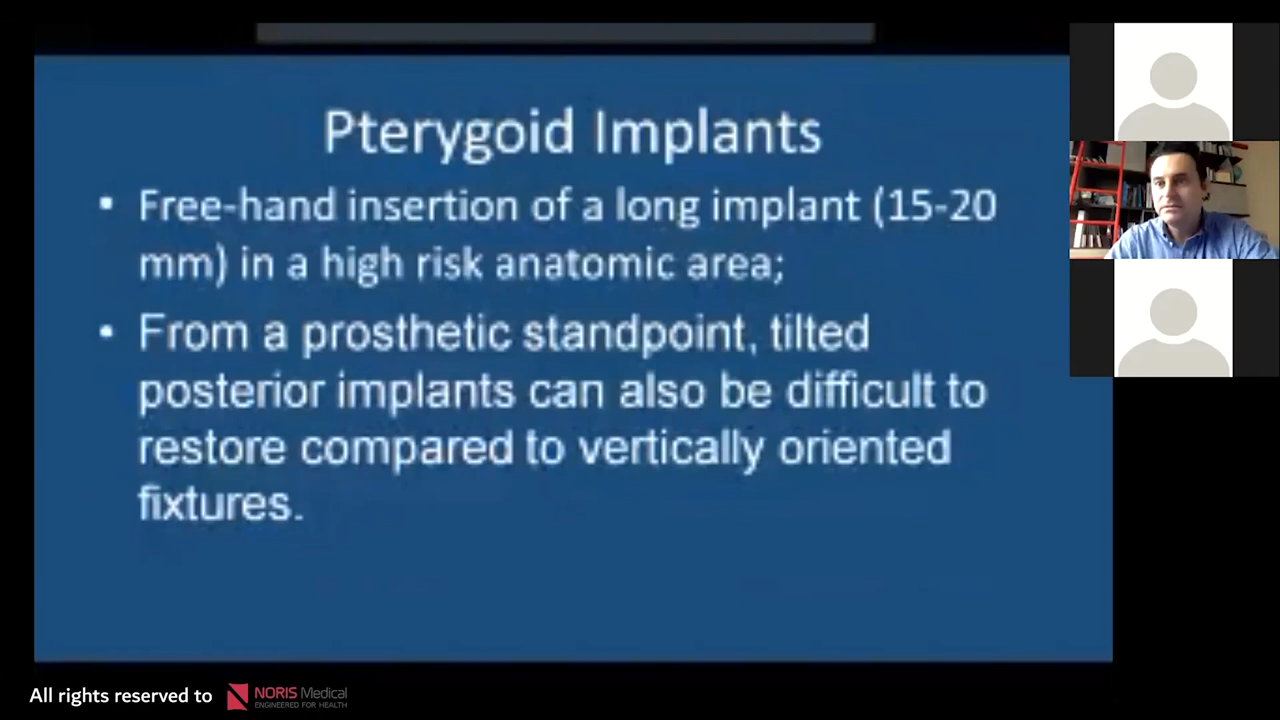 Pterygoid Implants
• Free-hand insertion of a long implant (15-20
mm) in a high risk anatomic area;
• From a prosthetic standpoint, tilted
posterior implants can also be difficult to
restore compared to vertically oriented
fixtures.
All rights reserved to
NORIS Medical
ENGINEERED FOR HEALTH